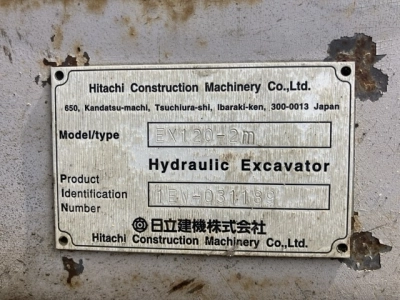 Hitachi Construction Machinery Co.,Ltd.
650, Kandatsu-machi, Tsuchiura-shi, Ibaraki-ken, 300-0013 Japan
Model/type EX120-2m
Hydraulic Excavator
Product
Identification
Number
日立建機株式会社
Hitachi Construction Machinery Co.,Ltd.